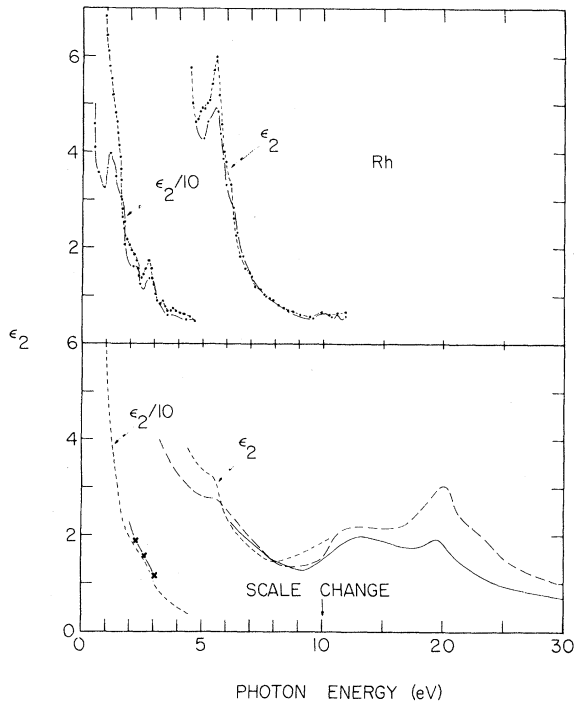 6
4
2
6
4
2
0
ε₂
ε₂/10
ε₂
Rh
ε₂/10
ε₂
SCALE CHANGE
0 1 5 10 20 30
PHOTON ENERGY (eV)